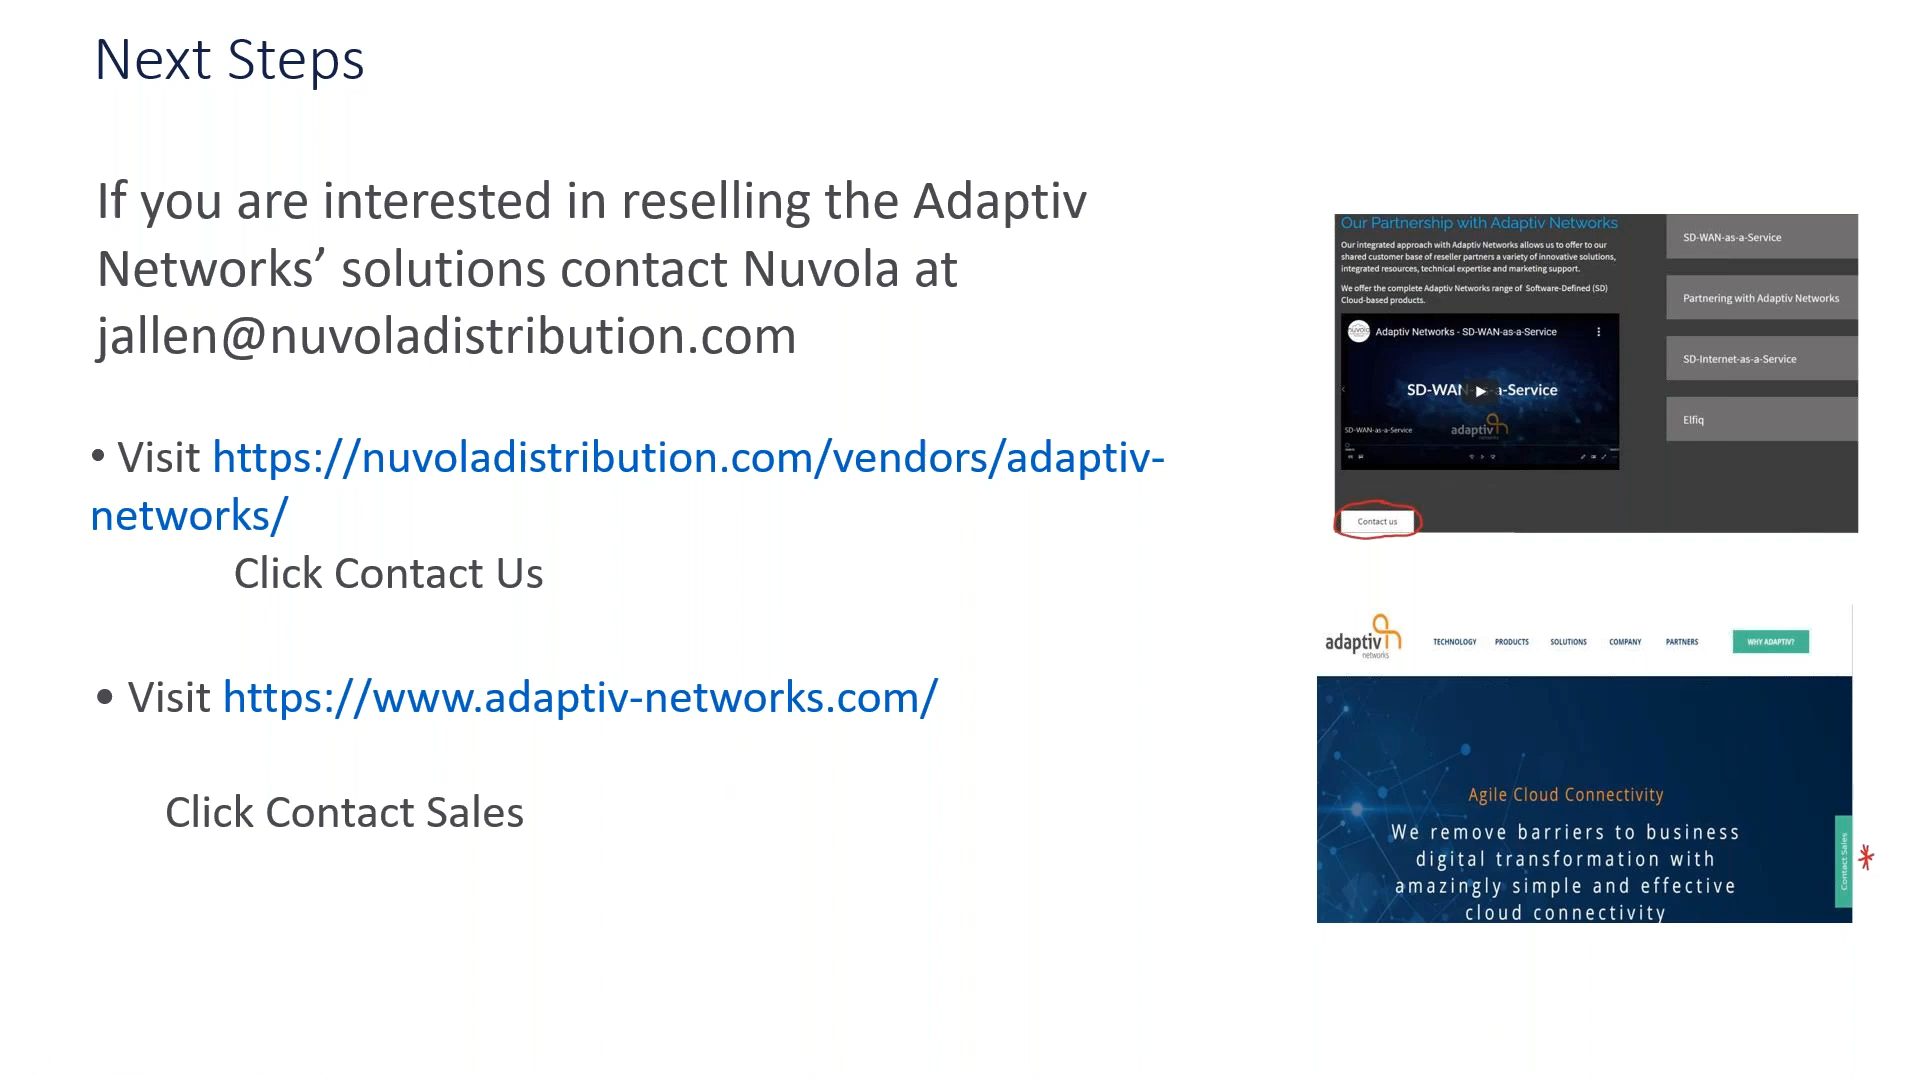 Next Steps
If you are interested in reselling the Adaptiv
Networks’ solutions contact Nuvola at
jallen@nuvoladistribution.com
• Visit https://nuvoladistribution.com/vendors/adaptiv-
networks/
Click Contact Us
• Visit https://www.adaptiv-networks.com/
Click Contact Sales
Our Partnership with Adaptiv Networks
Our integrated approach with Adaptiv Networks allows us to offer to our
shared customer base of reseller partners a variety of innovative solutions,
integrated resources, technical expertise and marketing support.
We offer the complete Adaptiv Networks range of Software-Defined (SD)
Cloud-based products.
nuvola
Adaptiv Networks - SD-WAN-as-a-Service
SD-WAN a-Service
SD-WAN-as-a-Service
adaptiv
networks
Contact us
SD-WAN-as-a-Service
Partnering with Adaptiv Networks
SD-Internet-as-a-Service
Elfiq
adaptiv
networks
TECHNOLOGY PRODUCTS SOLUTIONS COMPANY PARTNERS WHY ADAPTIV?
Agile Cloud Connectivity
We remove barriers to business
digital transformation with
amazingly simple and effective
cloud connectivity
Contact Sales